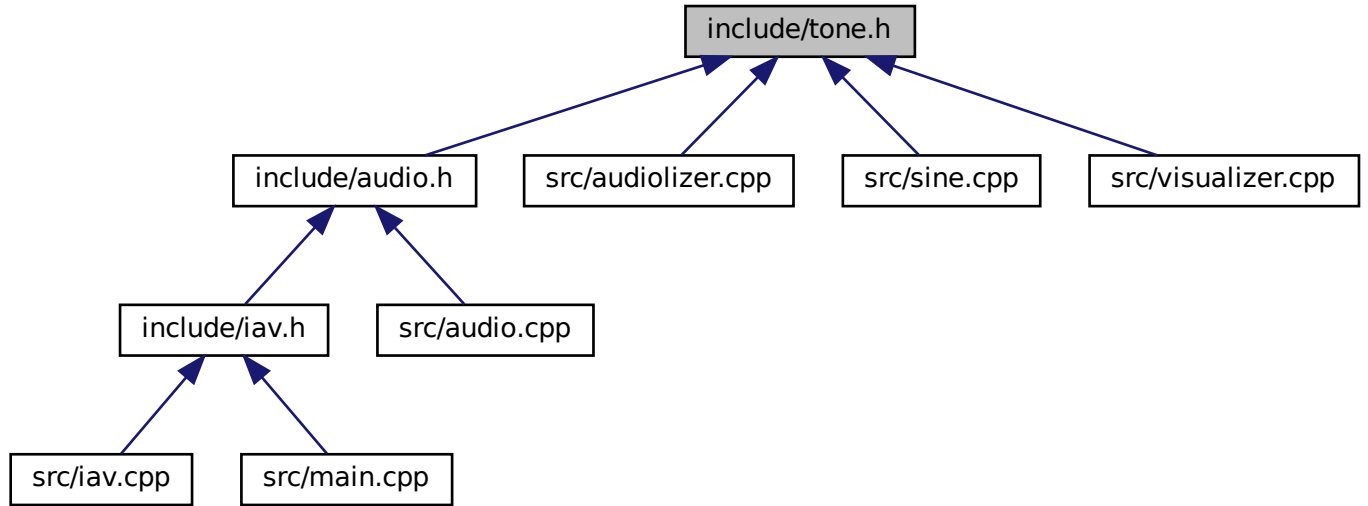 include/tone.h
include/audio.h
src/audiolizer.cpp
src/sine.cpp
src/visualizer.cpp
include/iav.h
src/audio.cpp
src/iav.cpp
src/main.cpp